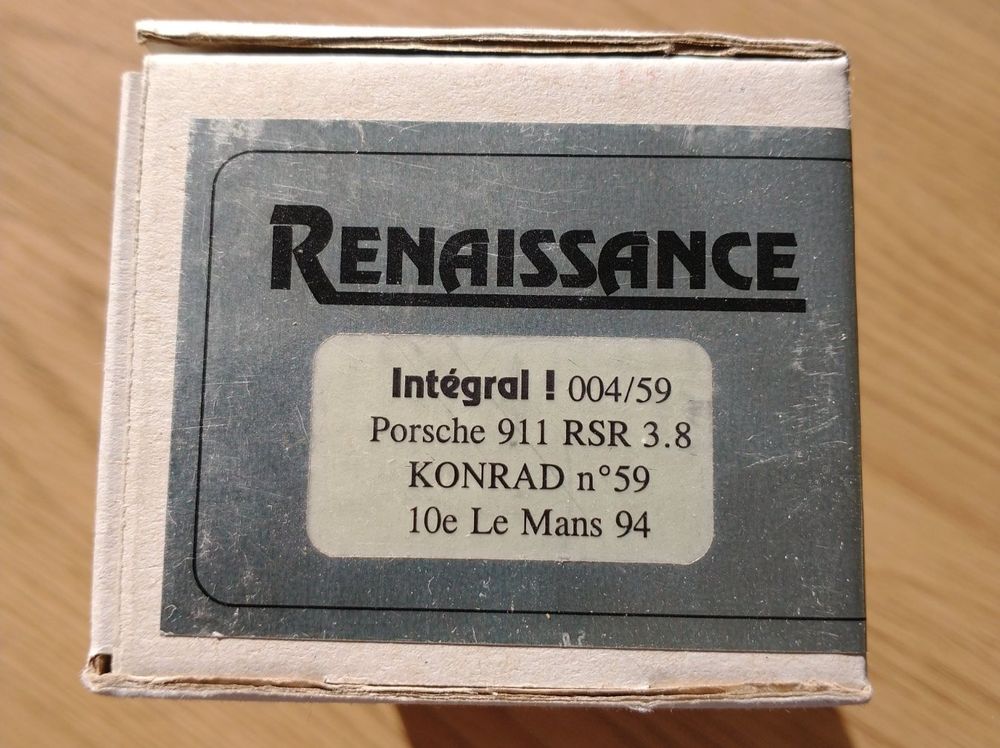 RENAISSANCE
Intégral ! 004/59
Porsche 911 RSR 3.8
KONRAD n°59
10e Le Mans 94